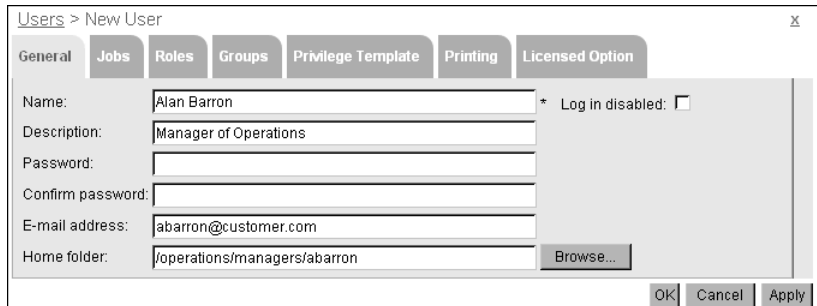 Users > New User x
General Jobs Roles Groups Privilege Template Printing Licensed Option
Name: Alan Barron * Log in disabled:
Description: Manager of Operations
Password:
Confirm password:
E-mail address: abarron@customer.com
Home folder: /operations/managers/abarron Browse...
OK Cancel Apply